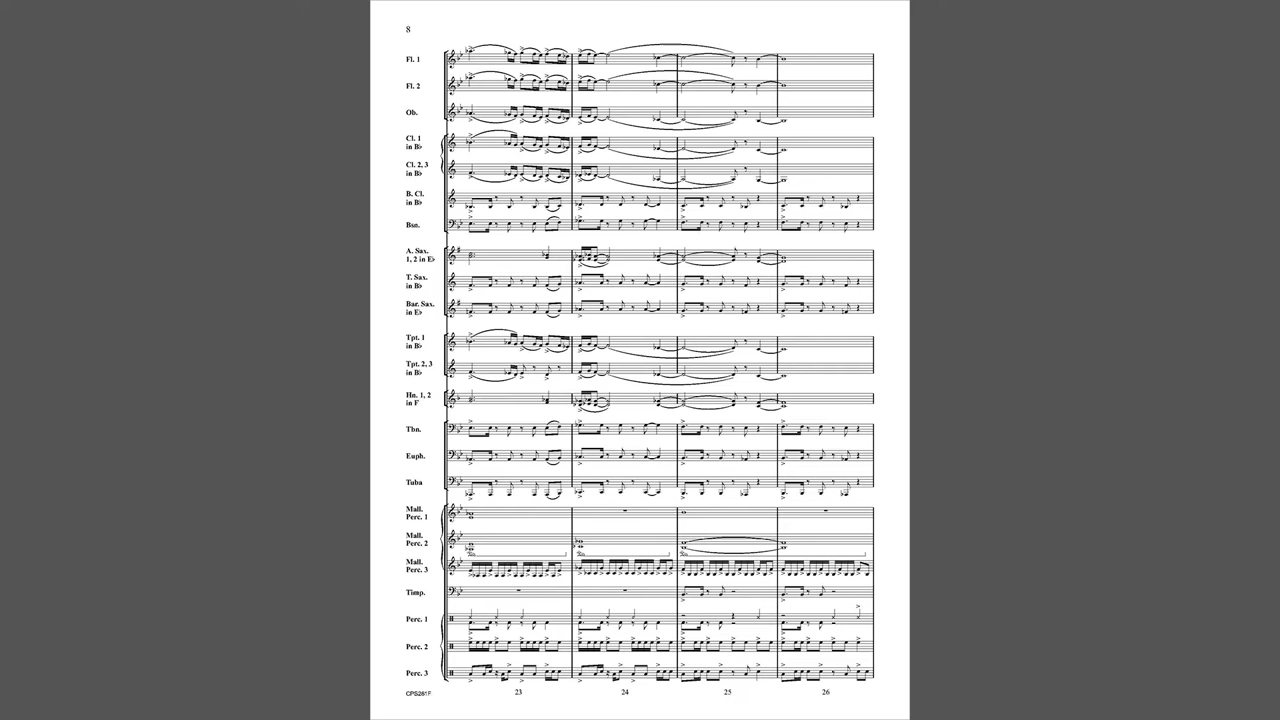 8
Fl. 1
Fl. 2
Ob.
Cl. 1
in B♭
Cl. 2, 3
in B♭
B. Cl.
in B♭
Bsn.
A. Sax.
1, 2 in E♭
T. Sax.
in B♭
Bar. Sax.
in E♭
Tpt. 1
in B♭
Tpt. 2, 3
in B♭
Hn. 1, 2
in F
Tbn.
Euph.
Tuba
Mall.
Perc. 1
Mall.
Perc. 2
Mall.
Perc. 3
Timp.
Perc. 1
Perc. 2
Perc. 3
CPS281F 23 24 25 26